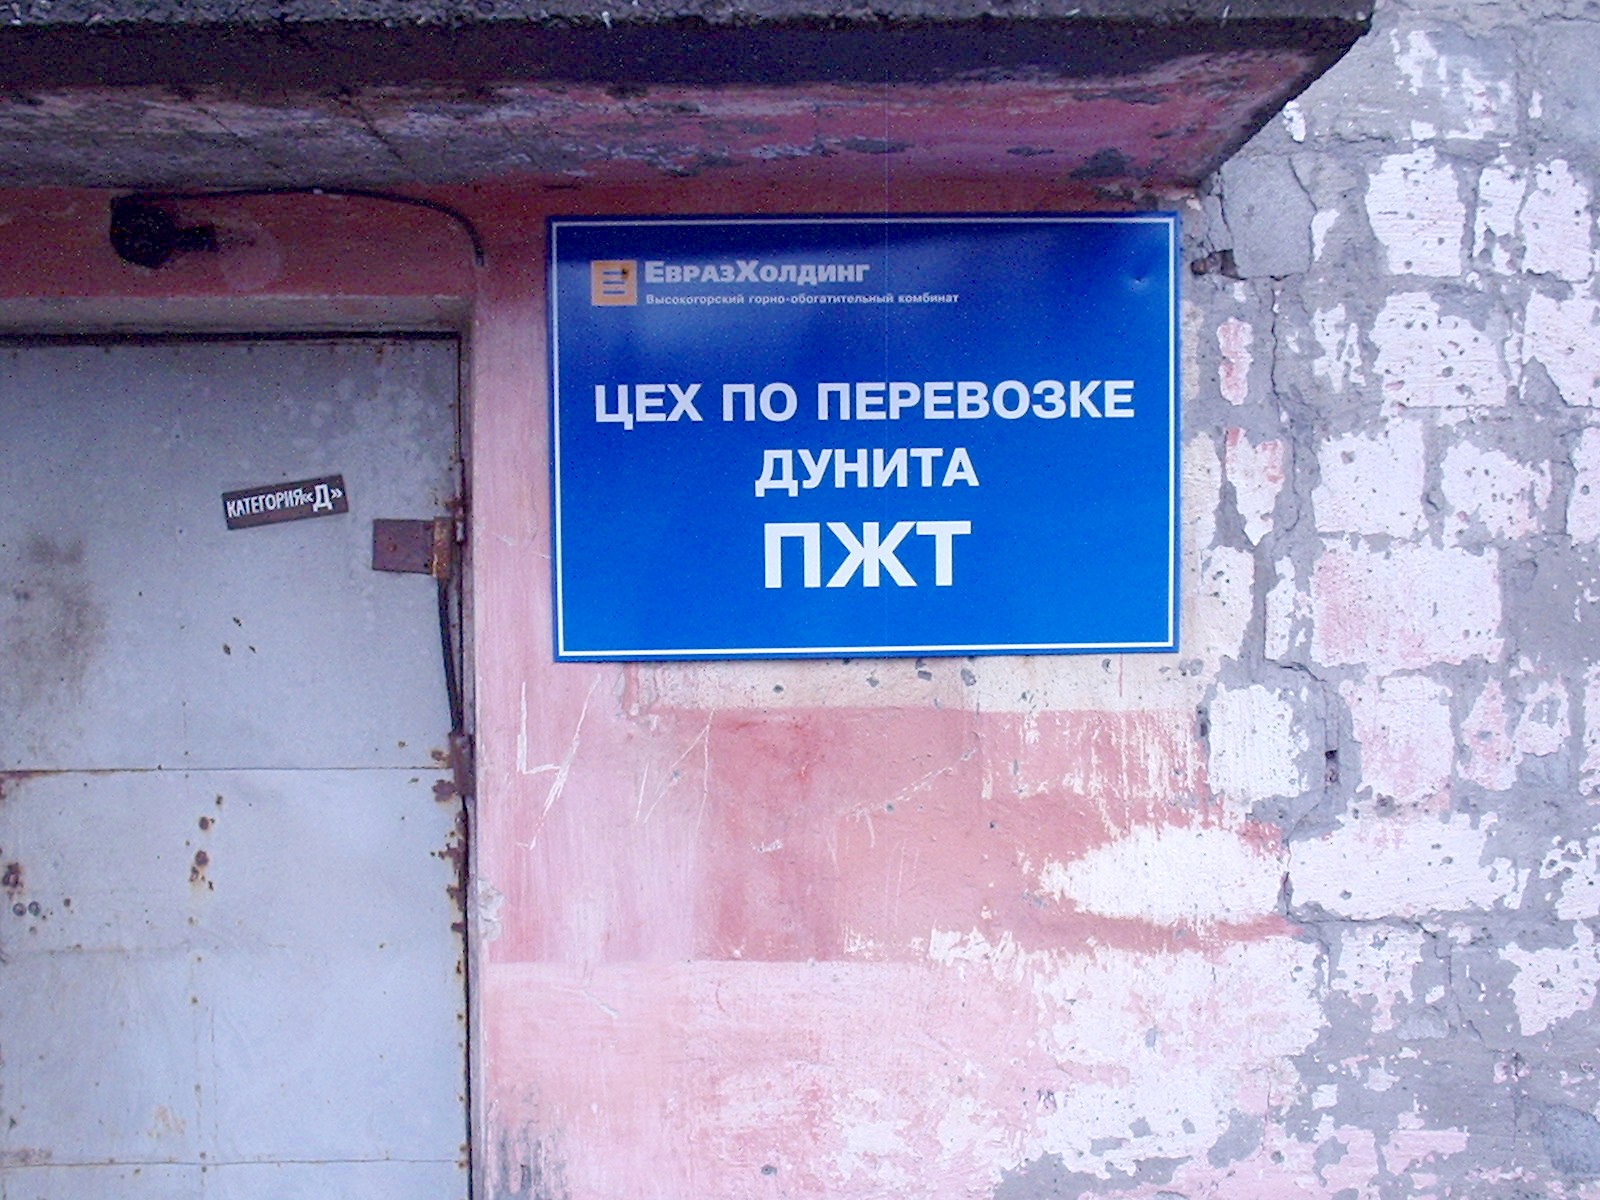 ЕвразХолдинг
Высокогорский горно-обогатительный комбинат
ЦЕХ ПО ПЕРЕВОЗКЕ
ДУНИТА
ПЖТ
КАТЕГОРИЯ «Д»